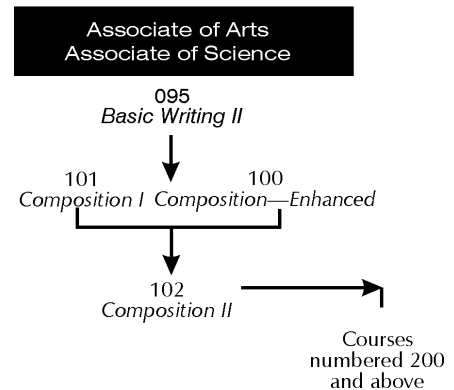 Associate of Arts
Associate of Science
095
Basic Writing II
101
Composition I
100
Composition—Enhanced
102
Composition II
Courses
numbered 200
and above